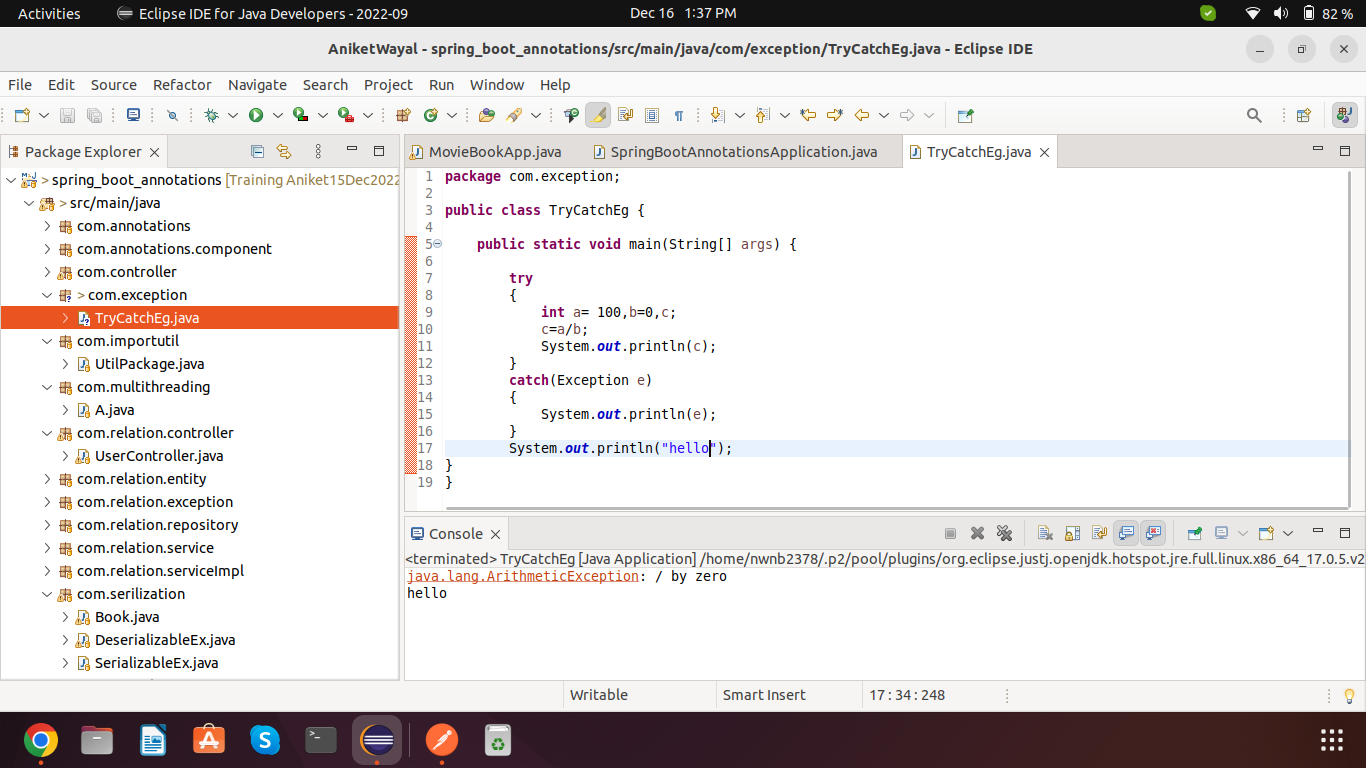 Activities Eclipse IDE for Java Developers - 2022-09 Dec 16 1:37 PM 82 %
AniketWayal - spring_boot_annotations/src/main/java/com/exception/TryCatchEg.java - Eclipse IDE
File Edit Source Refactor Navigate Search Project Run Window Help
Package Explorer
> spring_boot_annotations [Training Aniket15Dec2022
> src/main/java
com.annotations
com.annotations.component
com.controller
> com.exception
TryCatchEg.java
com.importutil
UtilPackage.java
com.multithreading
A.java
com.relation.controller
UserController.java
com.relation.entity
com.relation.exception
com.relation.repository
com.relation.service
com.relation.serviceImpl
com.serilization
Book.java
DeserializableEx.java
SerializableEx.java
MovieBookApp.java SpringBootAnnotationsApplication.java TryCatchEg.java
1 package com.exception;
2
3 public class TryCatchEg {
4
5 public static void main(String[] args) {
6
7 try
8 {
9 int a= 100,b=0,c;
10 c=a/b;
11 System.out.println(c);
12 }
13 catch(Exception e)
14 {
15 System.out.println(e);
16 }
17 System.out.println("hello");
18 }
19 }
Console
<terminated> TryCatchEg [Java Application] /home/nwnb2378/.p2/pool/plugins/org.eclipse.justj.openjdk.hotspot.jre.full.linux.x86_64_17.0.5.v2
java.lang.ArithmeticException: / by zero
hello
Writable Smart Insert 17 : 34 : 248